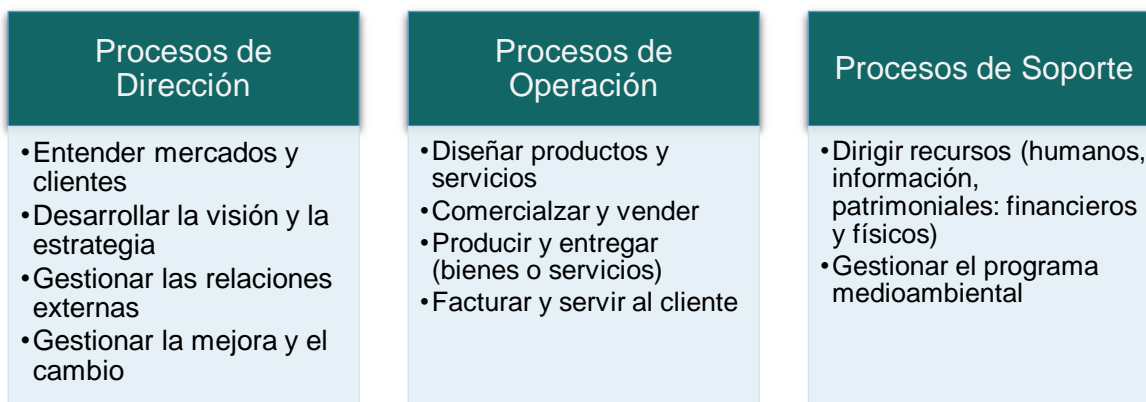 Procesos de
Dirección
•Entender mercados y
clientes
•Desarrollar la visión y la
estrategia
•Gestionar las relaciones
externas
•Gestionar la mejora y el
cambio
Procesos de
Operación
•Diseñar productos y
servicios
•Comercialzar y vender
•Producir y entregar
(bienes o servicios)
•Facturar y servir al cliente
Procesos de Soporte
•Dirigir recursos (humanos,
información,
patrimoniales: financieros
y físicos)
•Gestionar el programa
medioambiental